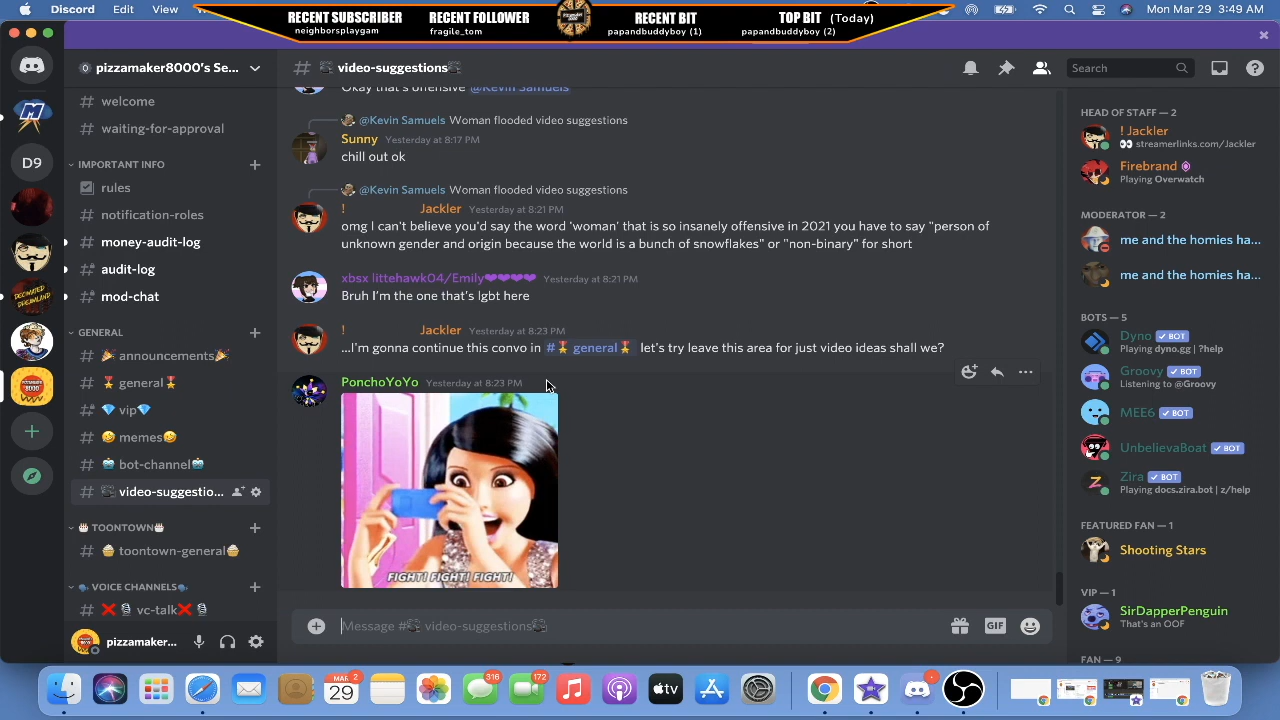 Discord Edit View
Mon Mar 29 3:49 AM
RECENT SUBSCRIBER
neighborsplaygam
RECENT FOLLOWER
fragile_tom
RECENT BIT
papandbuddyboy (1)
TOP BIT (Today)
papandbuddyboy (2)
pizzamaker8000's Se...
# video-suggestions
Search
D9
# welcome
# waiting-for-approval
IMPORTANT INFO
rules
# notification-roles
# money-audit-log
# audit-log
# mod-chat
GENERAL
# announcements
# general
# vip
# memes
# bot-channel
# video-suggestio...
TOONTOWN
# toontown-general
VOICE CHANNELS
# vc-talk
pizzamaker...
Okay that's offensive @Kevin Samuels
@Kevin Samuels Woman flooded video suggestions
Sunny Yesterday at 8:17 PM
chill out ok
@Kevin Samuels Woman flooded video suggestions
! Jackler Yesterday at 8:21 PM
omg I can't believe you'd say the word 'woman' that is so insanely offensive in 2021 you have to say "person of
unknown gender and origin because the world is a bunch of snowflakes" or "non-binary" for short
xbsx littehawk04/Emily❤❤❤❤ Yesterday at 8:21 PM
Bruh I'm the one that's lgbt here
! Jackler Yesterday at 8:23 PM
...I'm gonna continue this convo in # general let's try leave this area for just video ideas shall we?
PonchoYoYo Yesterday at 8:23 PM
FIGHT! FIGHT! FIGHT!
Message # video-suggestions
GIF
HEAD OF STAFF — 2
! Jackler
👀 streamerlinks.com/Jackler
Firebrand
Playing Overwatch
MODERATOR — 2
me and the homies ha...
me and the homies ha...
BOTS — 5
Dyno BOT
Playing dyno.gg | ?help
Groovy BOT
Listening to @Groovy
MEE6 BOT
UnbelievaBoat BOT
Zira BOT
Playing docs.zira.bot | z/help
FEATURED FAN — 1
Shooting Stars
VIP — 1
SirDapperPenguin
That's an OOF
FAN — 9
MAR 2
29
316
172
tv